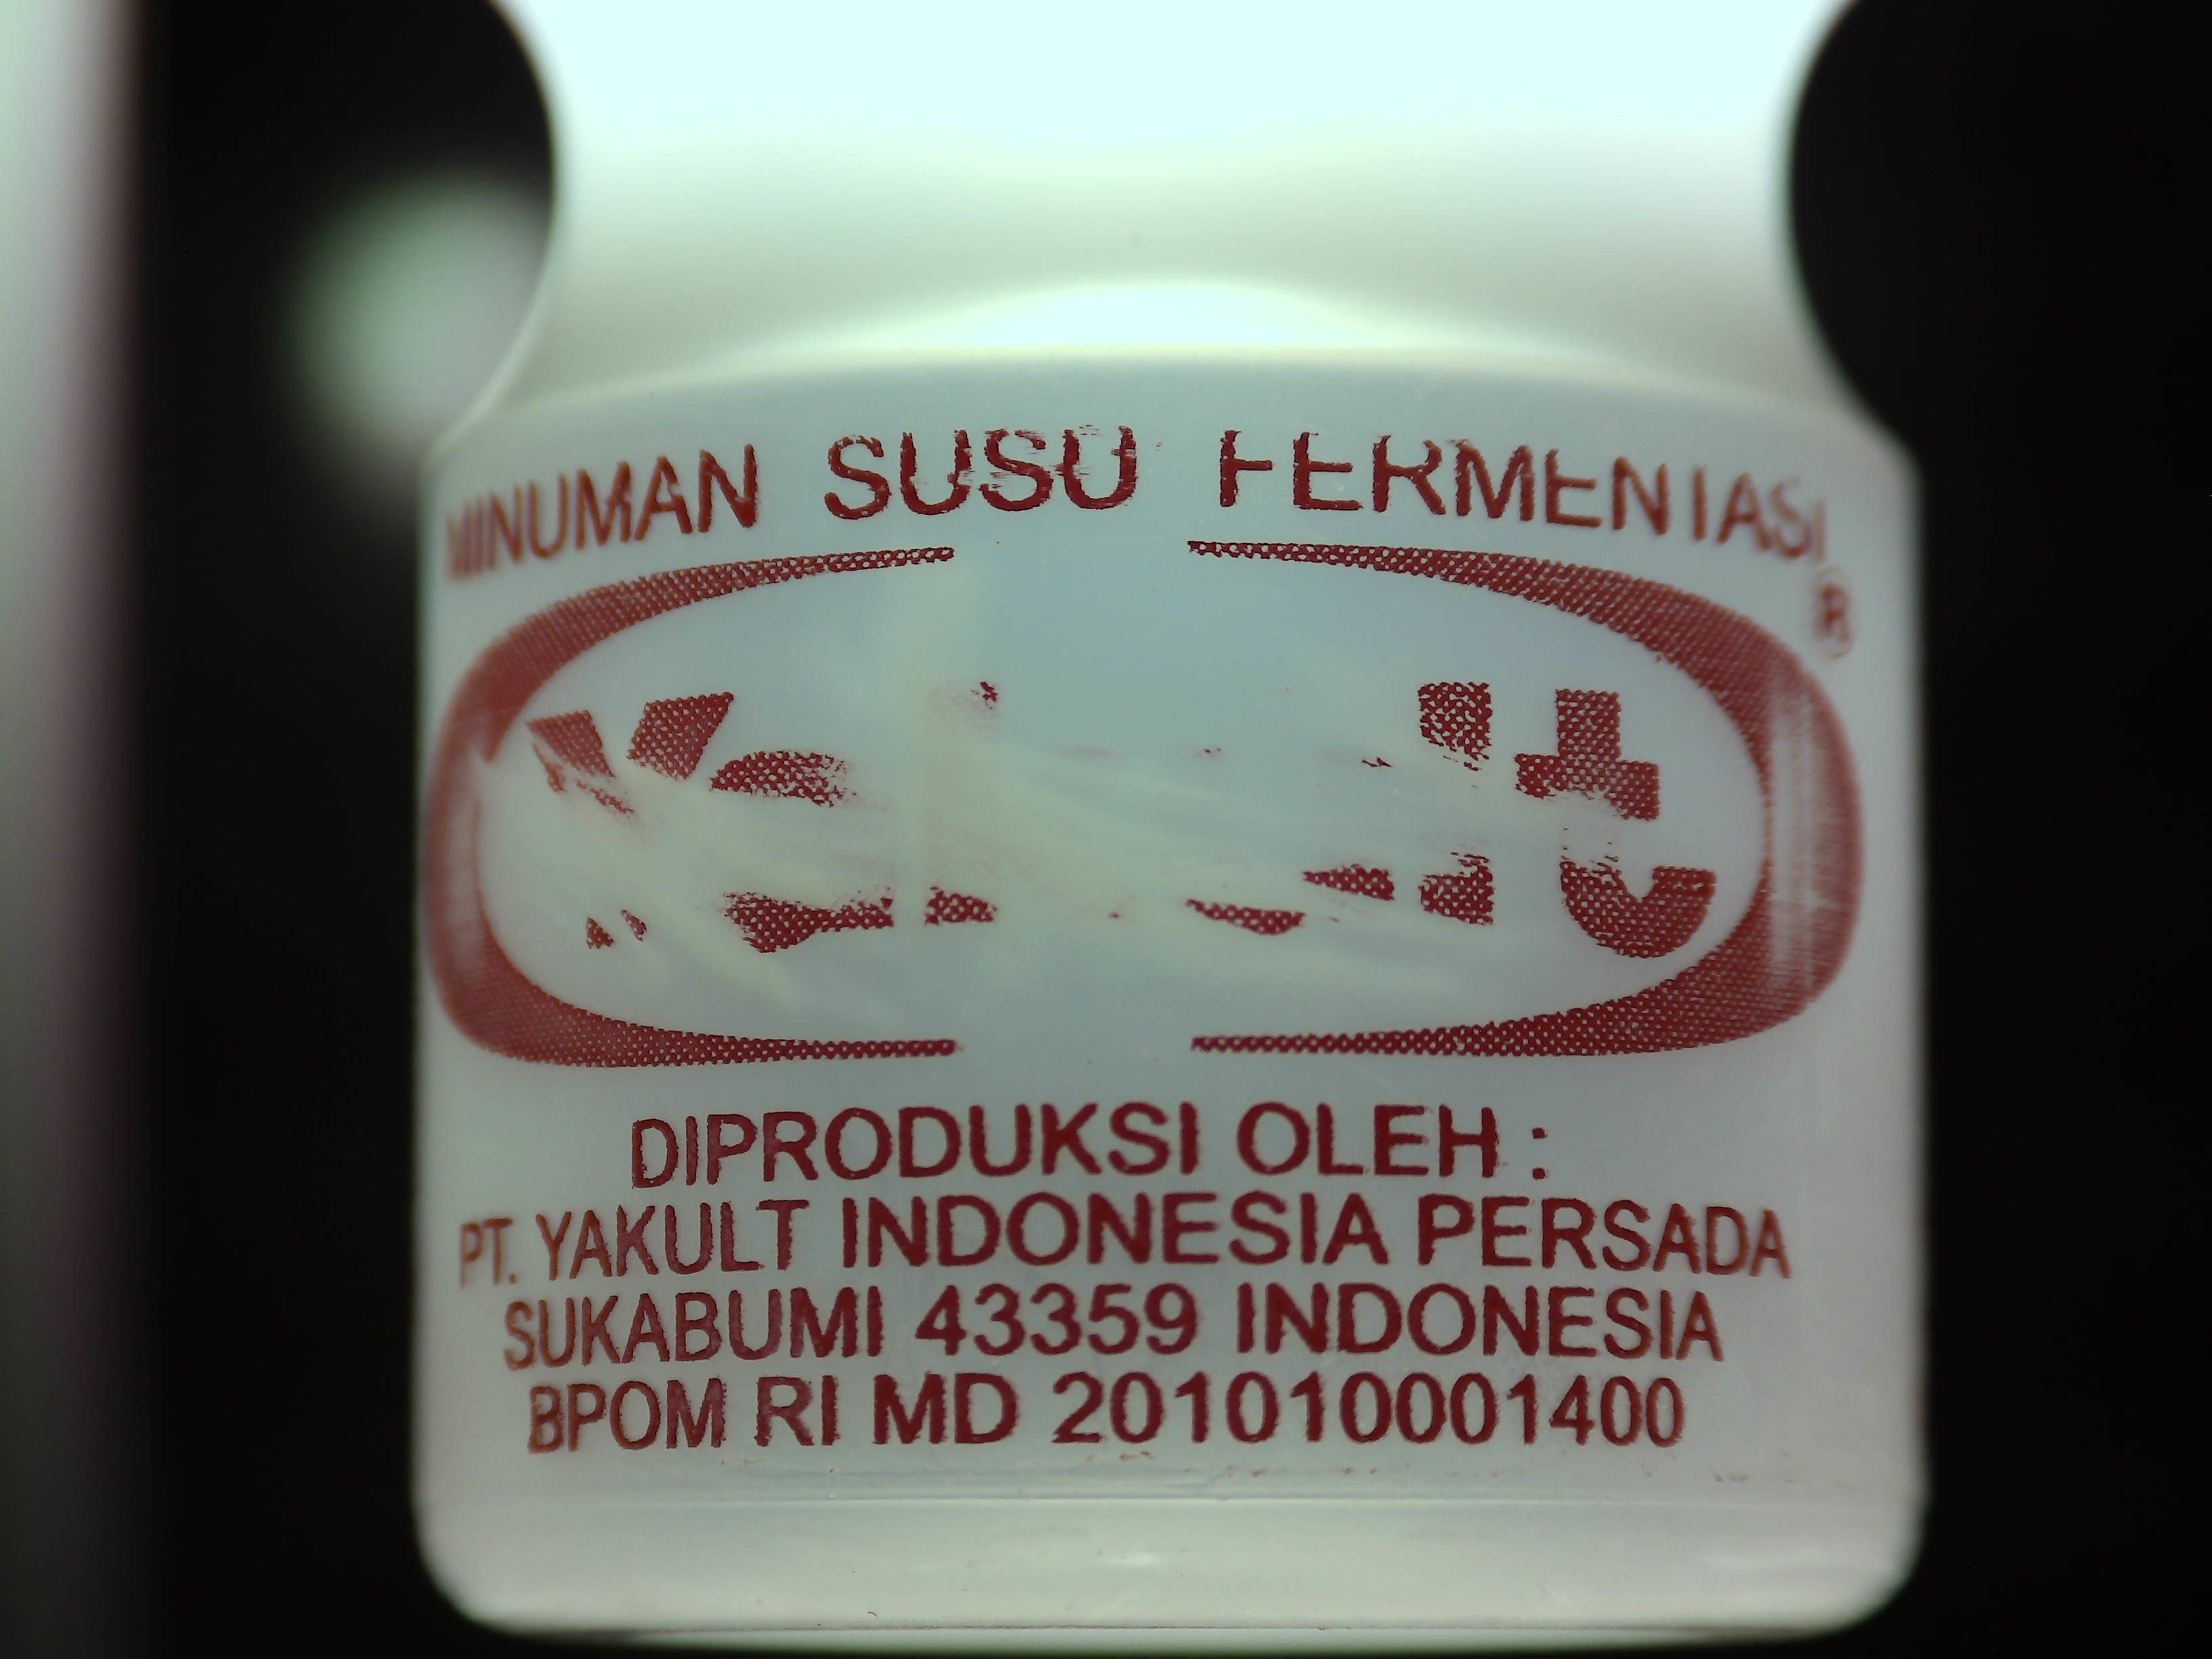 MINUMAN SUSU FERMENTASI
®
DIPRODUKSI OLEH :
PT. YAKULT INDONESIA PERSADA
SUKABUMI 43359 INDONESIA
BPOM RI MD 201010001400